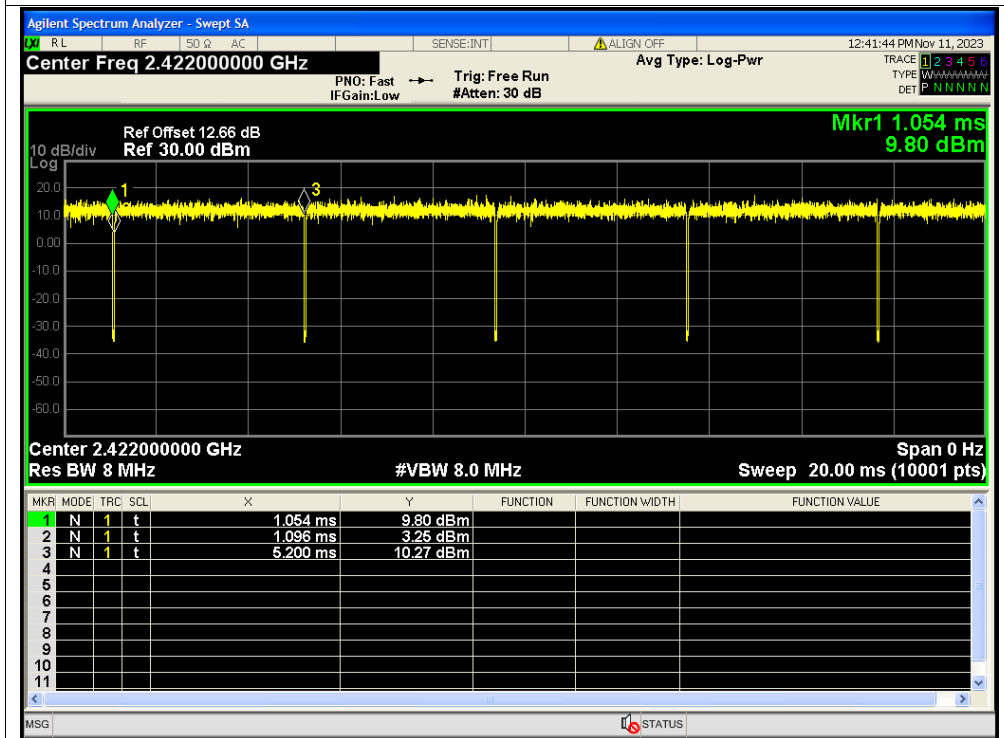 Agilent Spectrum Analyzer - Swept SA
LXI RL RF 50 Ω AC SENSE:INT ALIGN OFF 12:41:44 PM Nov 11, 2023
Center Freq 2.422000000 GHz Avg Type: Log-Pwr TRACE 1 2 3 4 5 6
PNO: Fast Trig: Free Run TYPE WWWWWW
IFGain:Low #Atten: 30 dB DET P N N N N N
Mkr1 1.054 ms
Ref Offset 12.66 dB
10 dB/div Ref 30.00 dBm 9.80 dBm
Log
20.0
1
3
10.0
0.00
-10.0
-20.0
-30.0
-40.0
-50.0
-60.0
Center 2.422000000 GHz Span 0 Hz
Res BW 8 MHz #VBW 8.0 MHz Sweep 20.00 ms (10001 pts)
MKR MODE TRC SCL X Y FUNCTION FUNCTION WIDTH FUNCTION VALUE
1 N 1 t 1.054 ms 9.80 dBm
2 N 1 t 1.096 ms 3.25 dBm
3 N 1 t 5.200 ms 10.27 dBm
4
5
6
7
8
9
10
11
MSG STATUS